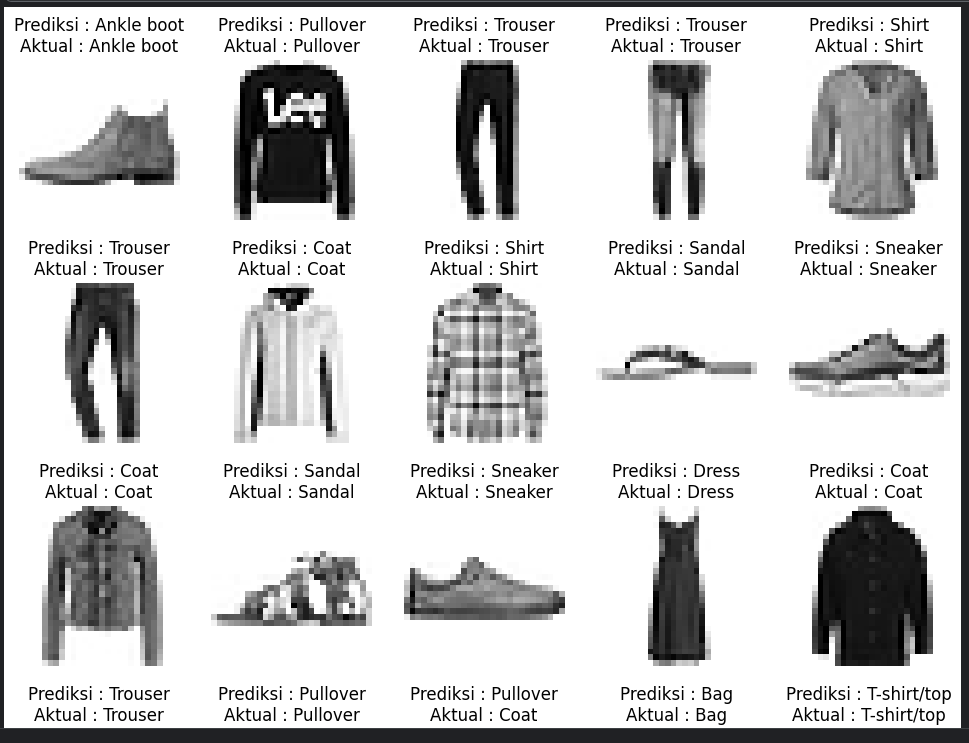 Prediksi : Ankle boot
Aktual : Ankle boot
Prediksi : Pullover
Aktual : Pullover
Prediksi : Trouser
Aktual : Trouser
Prediksi : Trouser
Aktual : Trouser
Prediksi : Shirt
Aktual : Shirt
Lee
Prediksi : Trouser
Aktual : Trouser
Prediksi : Coat
Aktual : Coat
Prediksi : Shirt
Aktual : Shirt
Prediksi : Sandal
Aktual : Sandal
Prediksi : Sneaker
Aktual : Sneaker
Prediksi : Coat
Aktual : Coat
Prediksi : Sandal
Aktual : Sandal
Prediksi : Sneaker
Aktual : Sneaker
Prediksi : Dress
Aktual : Dress
Prediksi : Coat
Aktual : Coat
Prediksi : Trouser
Aktual : Trouser
Prediksi : Pullover
Aktual : Pullover
Prediksi : Pullover
Aktual : Coat
Prediksi : Bag
Aktual : Bag
Prediksi : T-shirt/top
Aktual : T-shirt/top